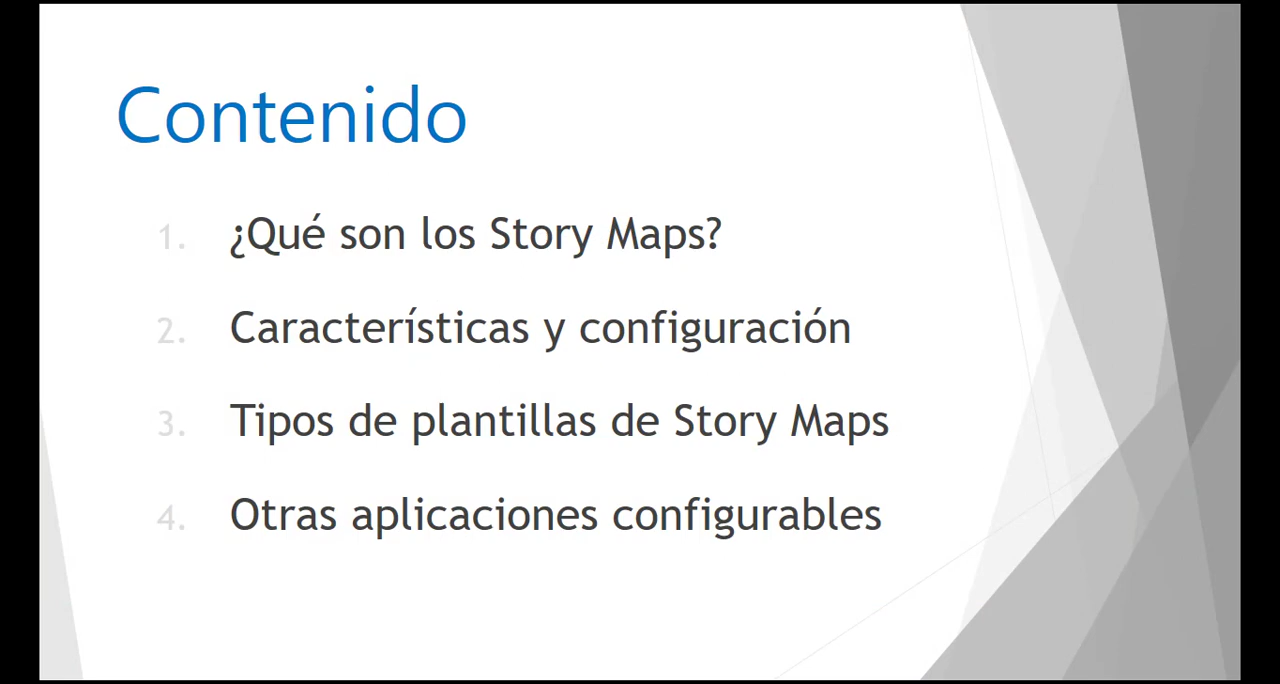 Contenido
1. ¿Qué son los Story Maps?
2. Características y configuración
3. Tipos de plantillas de Story Maps
4. Otras aplicaciones configurables